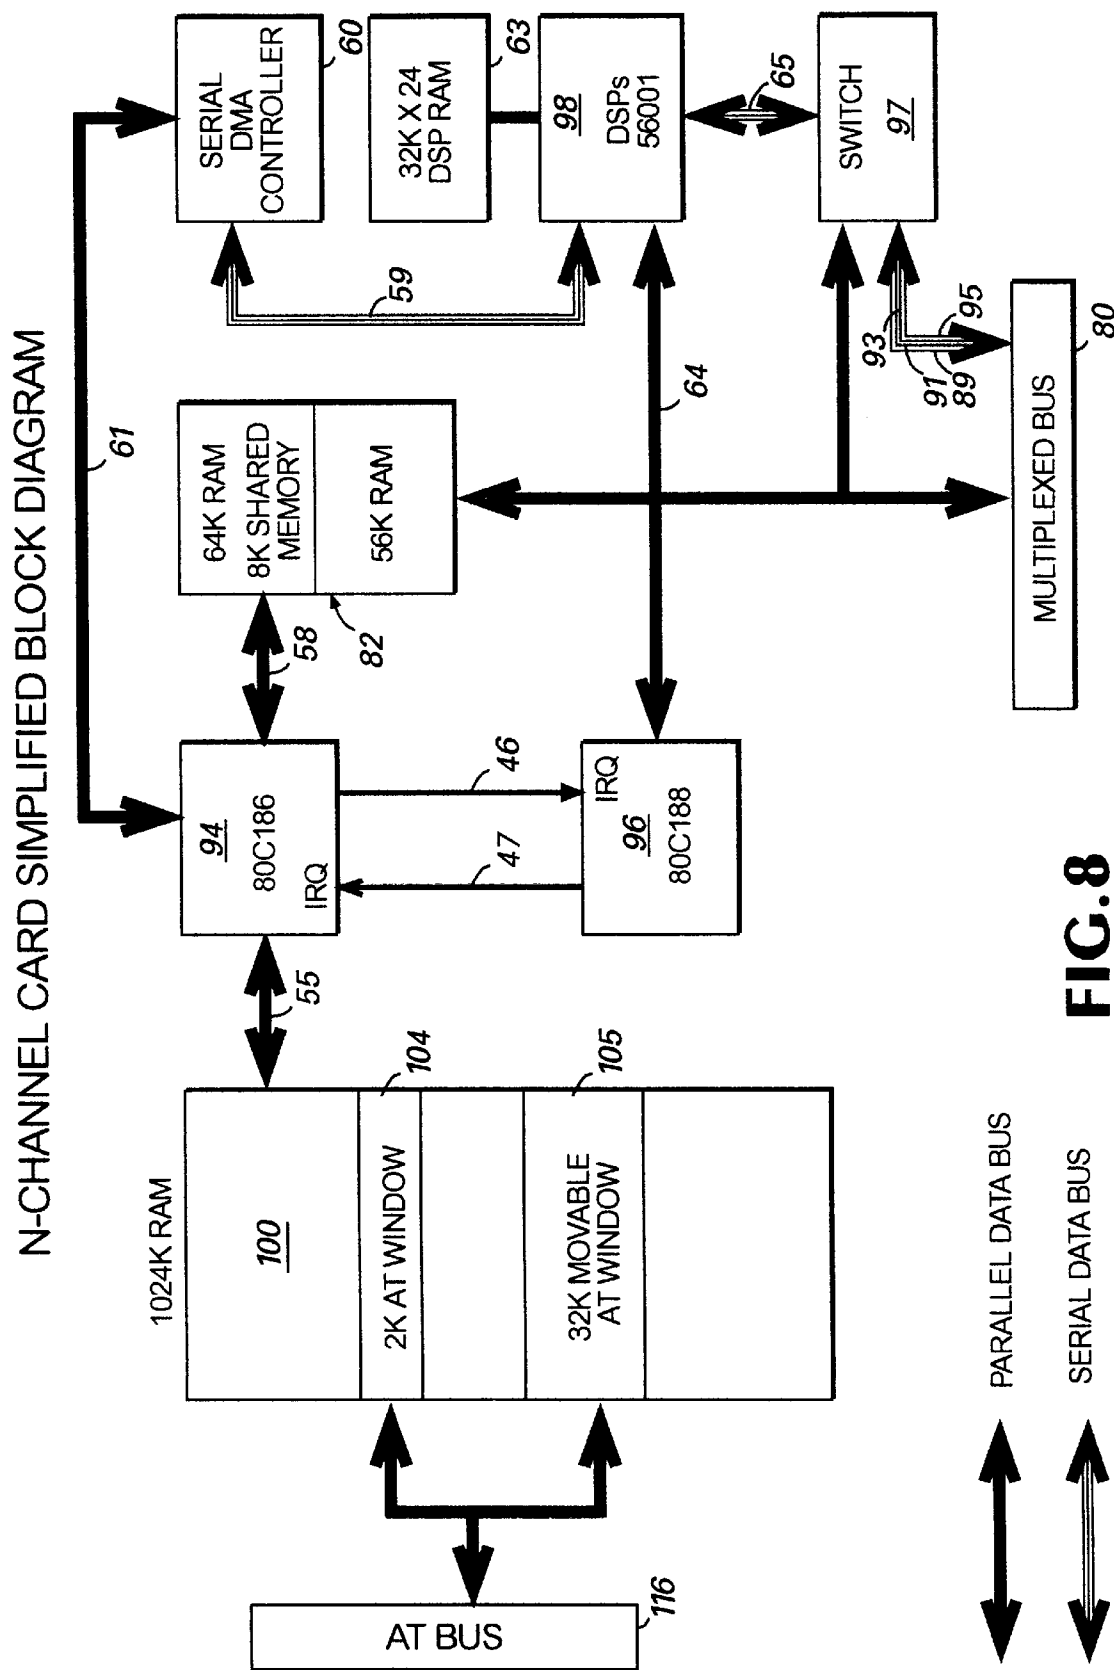 N-CHANNEL CARD SIMPLIFIED BLOCK DIAGRAM
61
SERIAL
DMA
CONTROLLER
60
64K RAM
8K SHARED
MEMORY
56K RAM
82
58
59
32K X 24
DSP RAM
63
1024K RAM
100
2K AT WINDOW
104
32K MOVABLE
AT WINDOW
105
55
94
80C186
IRQ
46
47
IRQ
96
80C188
64
98
DSPs
56001
65
SWITCH
97
93
91
89
95
AT BUS
116
MULTIPLEXED BUS
80
PARALLEL DATA BUS
SERIAL DATA BUS
FIG.8